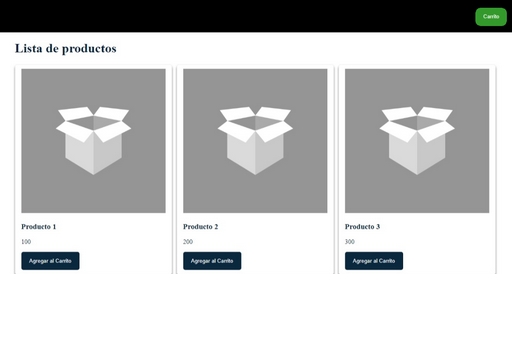 Carrito
Lista de productos
Producto 1
100
Agregar al Carrito
Producto 2
200
Agregar al Carrito
Producto 3
300
Agregar al Carrito